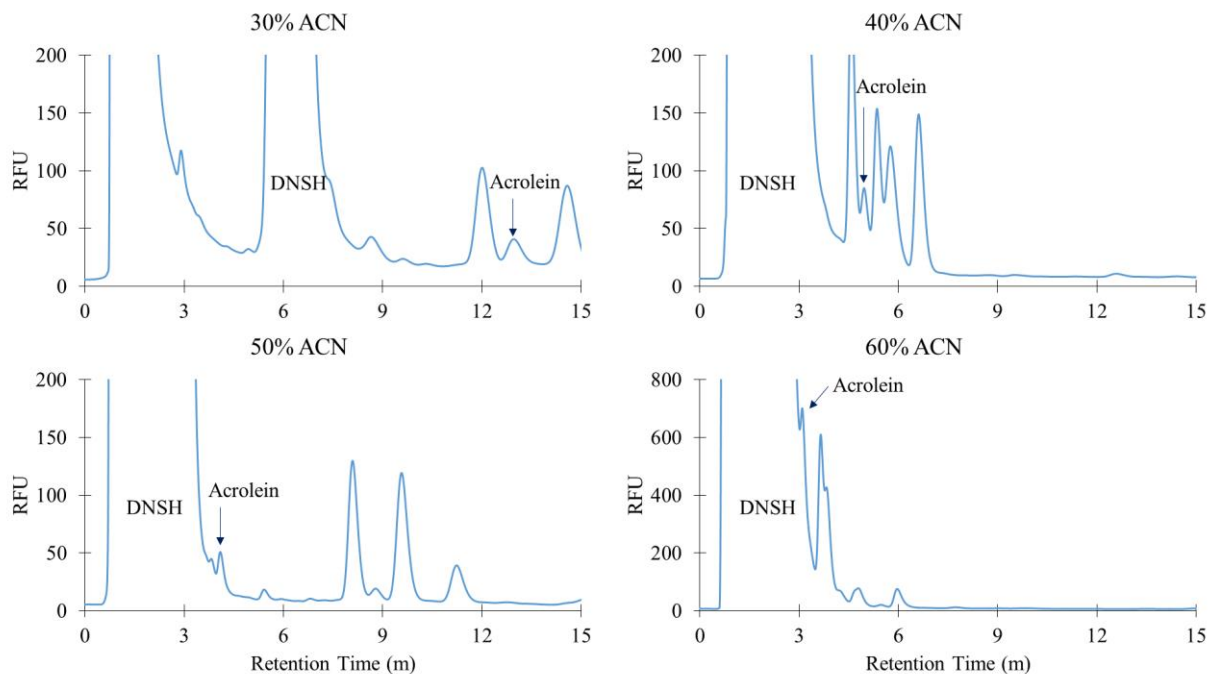 30% ACN
200
150
100
50
0
RFU
DNSH
Acrolein
0 3 6 9 12 15
40% ACN
200
150
100
50
0
RFU
DNSH
Acrolein
0 3 6 9 12 15
50% ACN
200
150
100
50
0
RFU
DNSH
Acrolein
0 3 6 9 12 15
Retention Time (m)
60% ACN
800
600
400
200
0
RFU
DNSH
Acrolein
0 3 6 9 12 15
Retention Time (m)